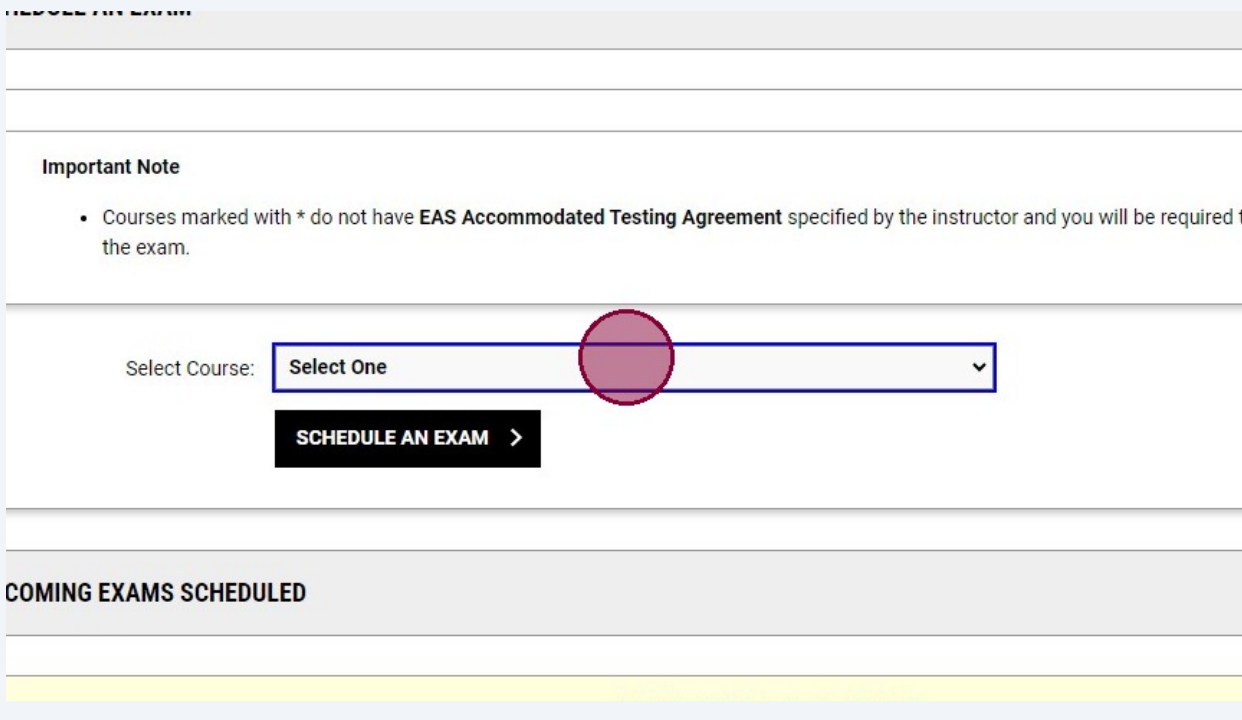 Important Note
• Courses marked with * do not have EAS Accommodated Testing Agreement specified by the instructor and you will be required
the exam.
Select Course: Select One
SCHEDULE AN EXAM >
COMING EXAMS SCHEDULED